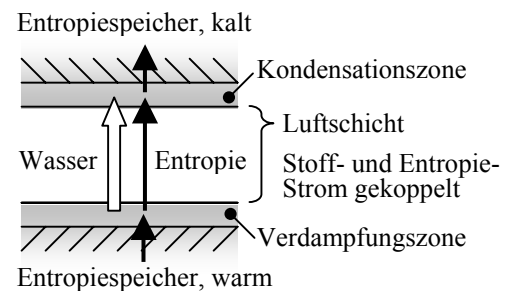 Entropiespeicher, kalt
Kondensationszone
Luftschicht
Wasser
Entropie
Stoff- und Entropie-
Strom gekoppelt
Verdampfungszone
Entropiespeicher, warm